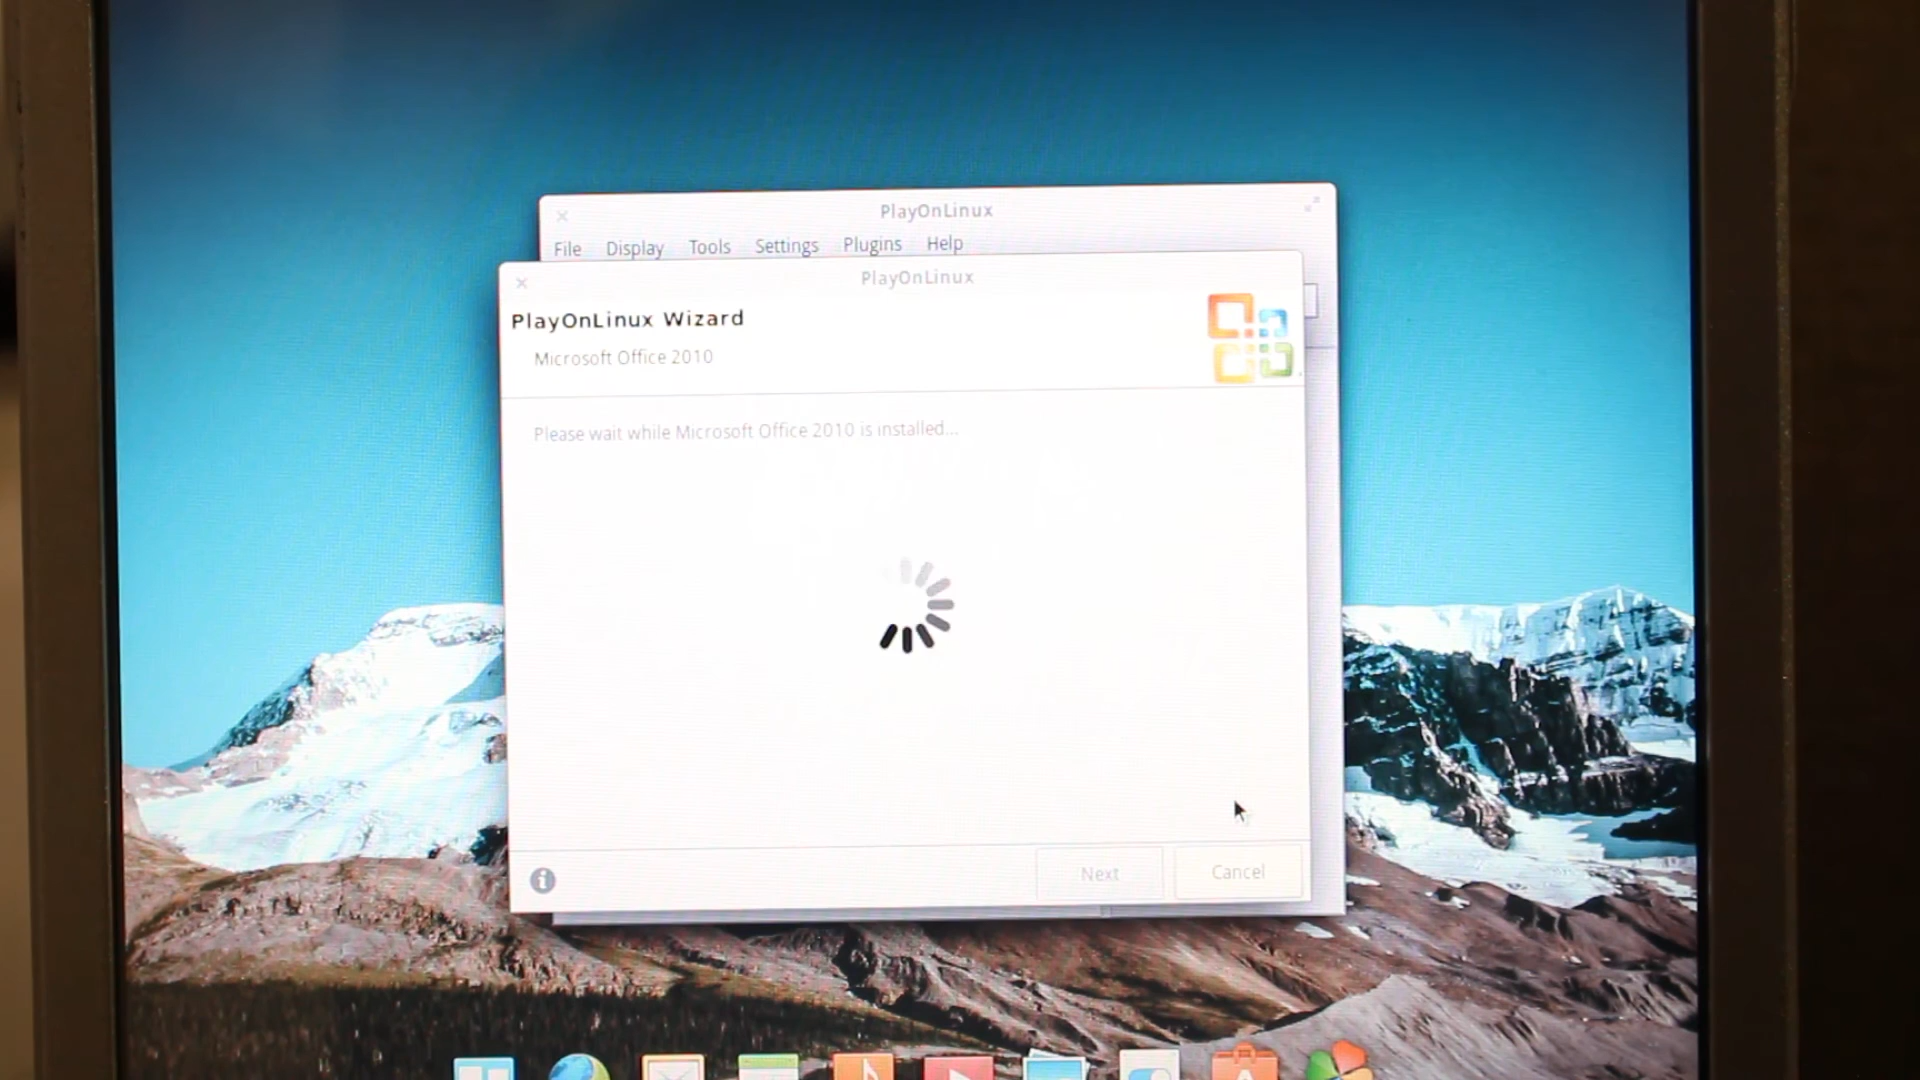 PlayOnLinux
File Display Tools Settings Plugins Help
PlayOnLinux
PlayOnLinux Wizard
Microsoft Office 2010
Please wait while Microsoft Office 2010 is installed...
Next Cancel